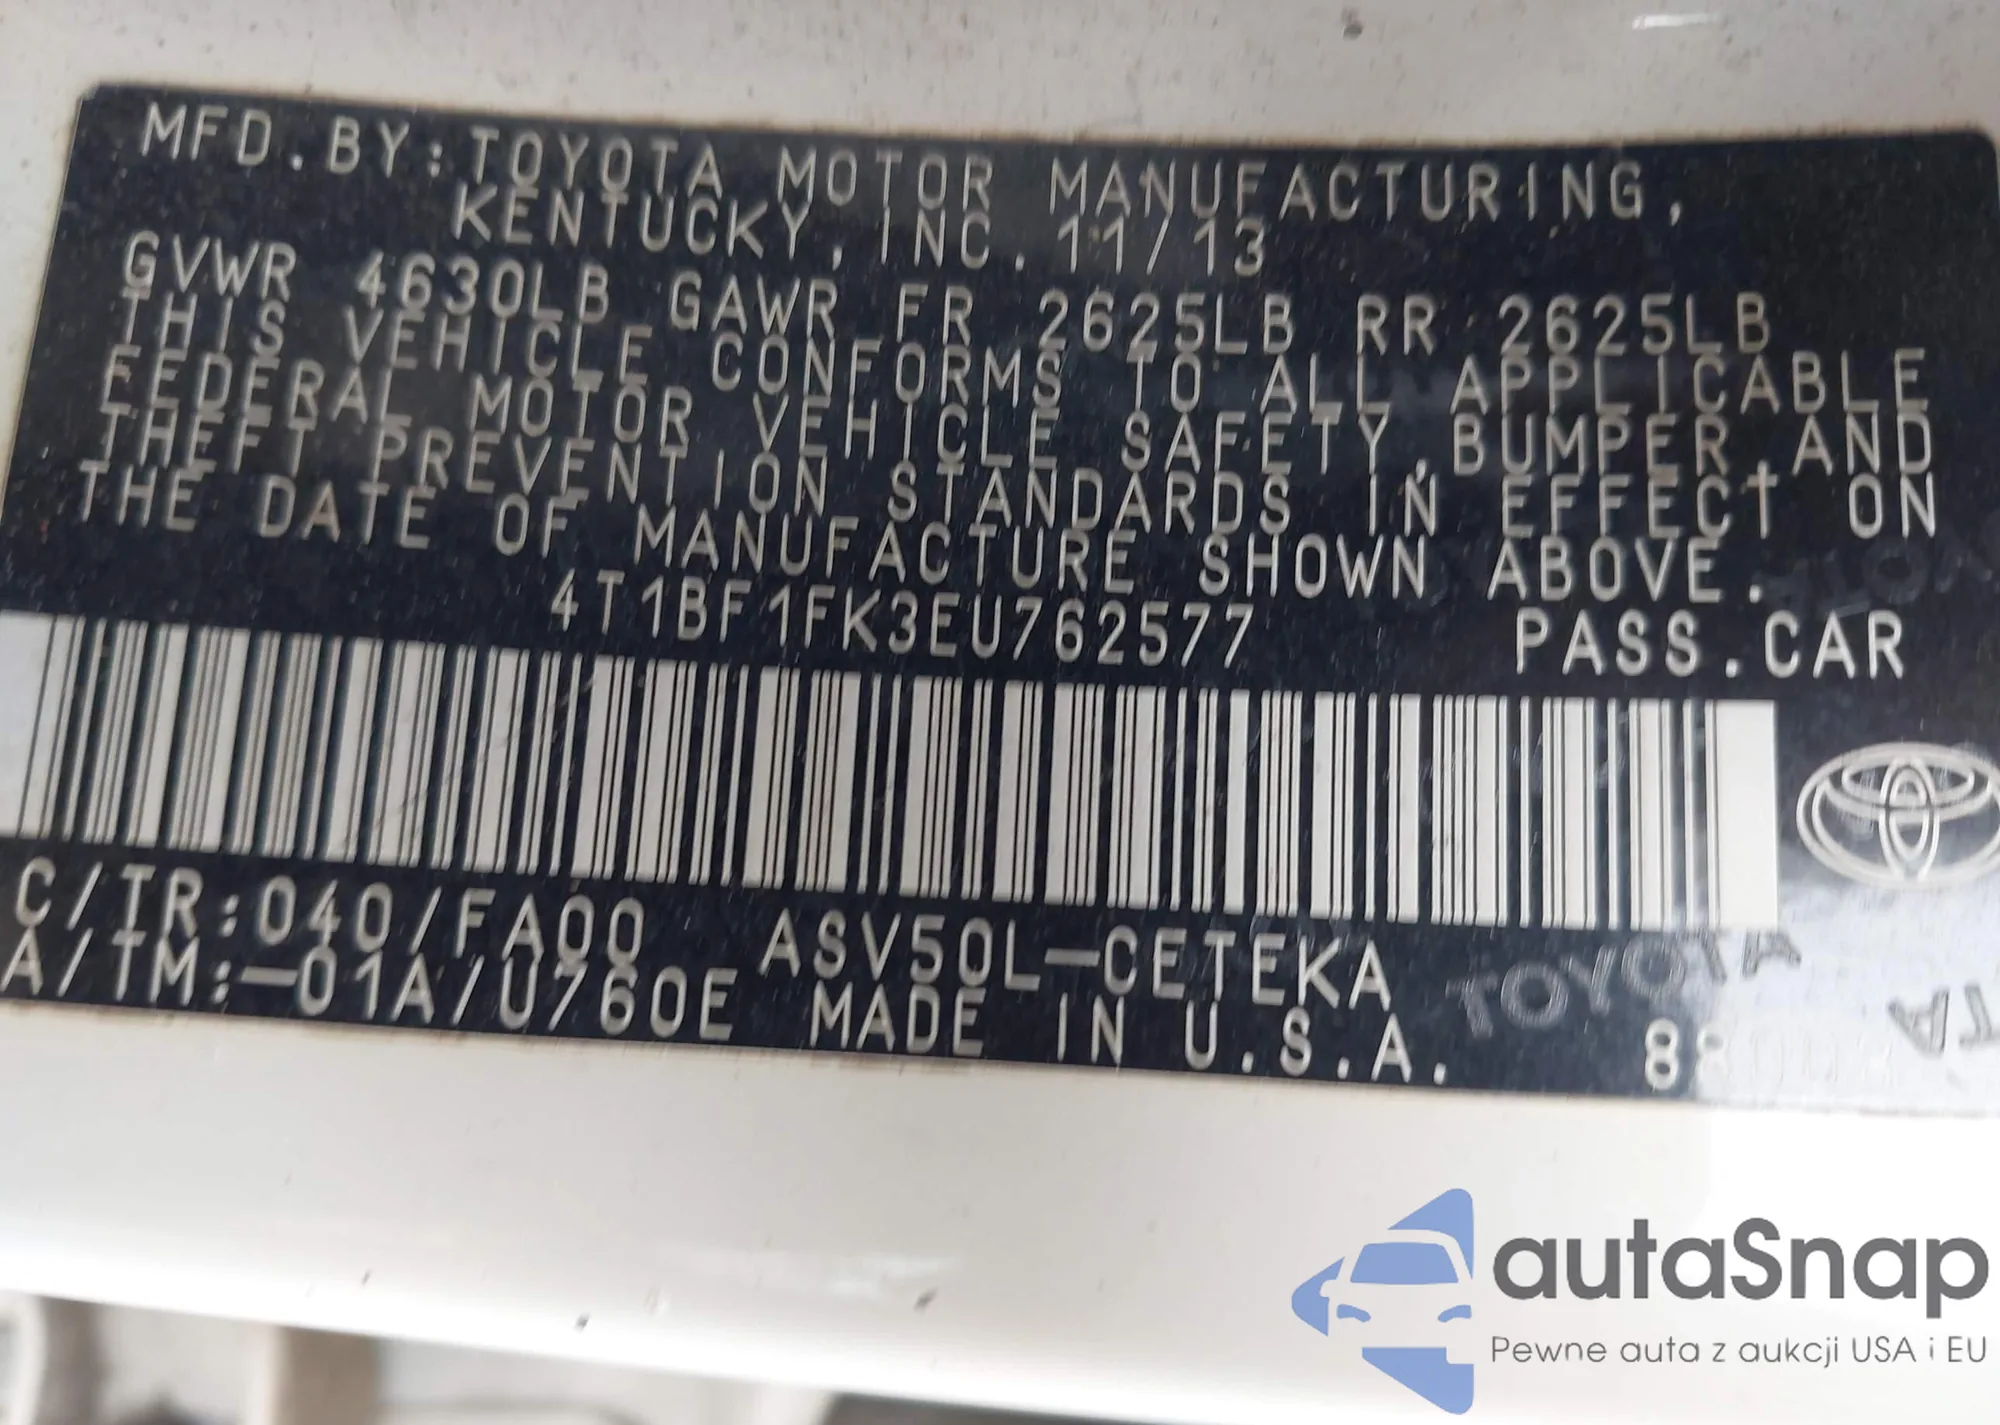 MFD.BY:TOYOTA MOTOR MANUFACTURING,
KENTUCKY,INC. 11/13
GVWR 4630LB GAWR FR 2625LB RR 2625LB
THIS VEHICLE CONFORMS TO ALL APPLICABLE
FEDERAL MOTOR VEHICLE SAFETY,BUMPER,AND
THEFT PREVENTION STANDARDS IN EFFECT ON
THE DATE OF MANUFACTURE SHOWN ABOVE.
4T1BF1FK3EU762577 PASS.CAR
C/TR:040/FA00 ASV50L-CETEKA
A/TM:-01A/U760E MADE IN U.S.A.
TOYOTA
TA
autaSnap
Pewne auta z aukcji USA i EU